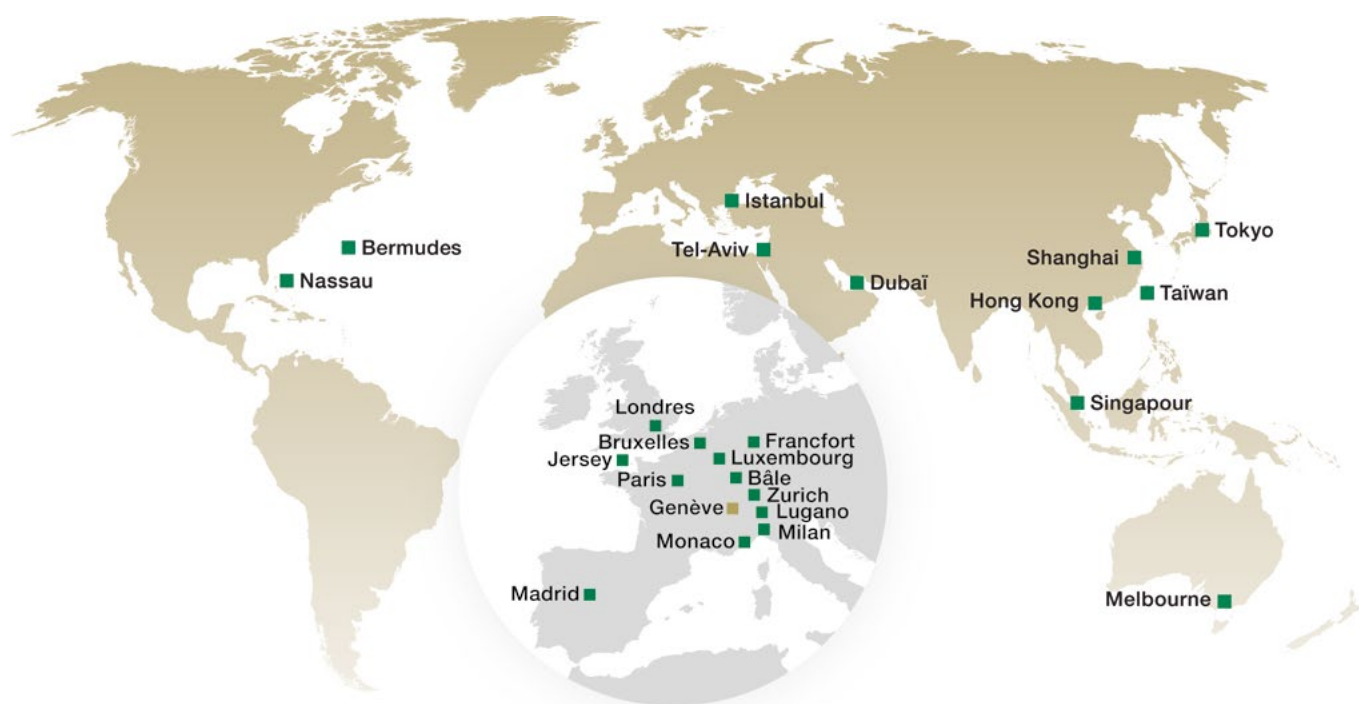 Istanbul
Tokyo
Bermudes
Tel-Aviv
Shanghai
Nassau
Dubaï
Hong Kong
Taïwan
Singapour
Londres
Bruxelles
Francfort
Jersey
Luxembourg
Paris
Bâle
Zurich
Genève
Lugano
Milan
Monaco
Madrid
Melbourne